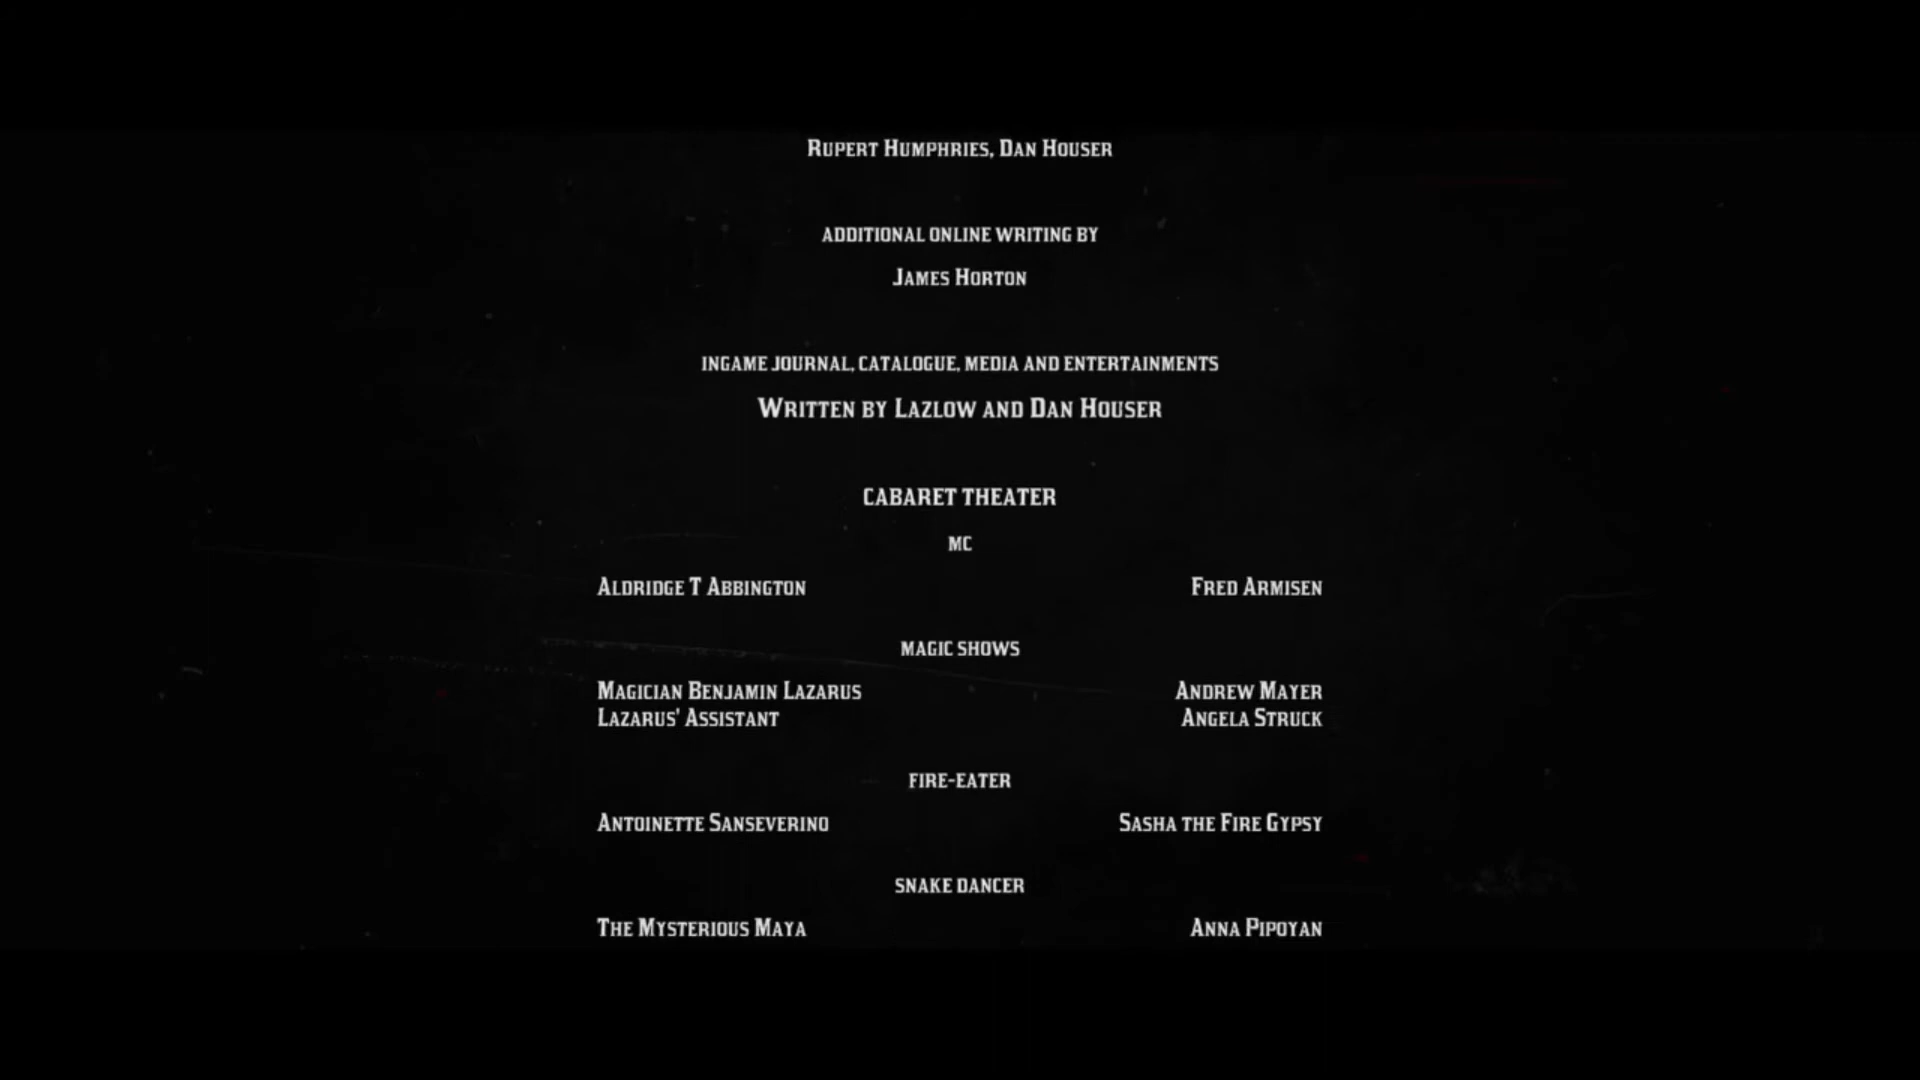 Rupert Humphries, Dan Houser
ADDITIONAL ONLINE WRITING BY
James Horton
INGAME JOURNAL, CATALOGUE, MEDIA AND ENTERTAINMENTS
Written by Lazlow and Dan Houser
CABARET THEATER
MC
Aldridge T Abbington Fred Armisen
MAGIC SHOWS
Magician Benjamin Lazarus Andrew Mayer
Lazarus' Assistant Angela Struck
FIRE-EATER
Antoinette Sanseverino Sasha the Fire Gypsy
SNAKE DANCER
The Mysterious Maya Anna Pipoyan